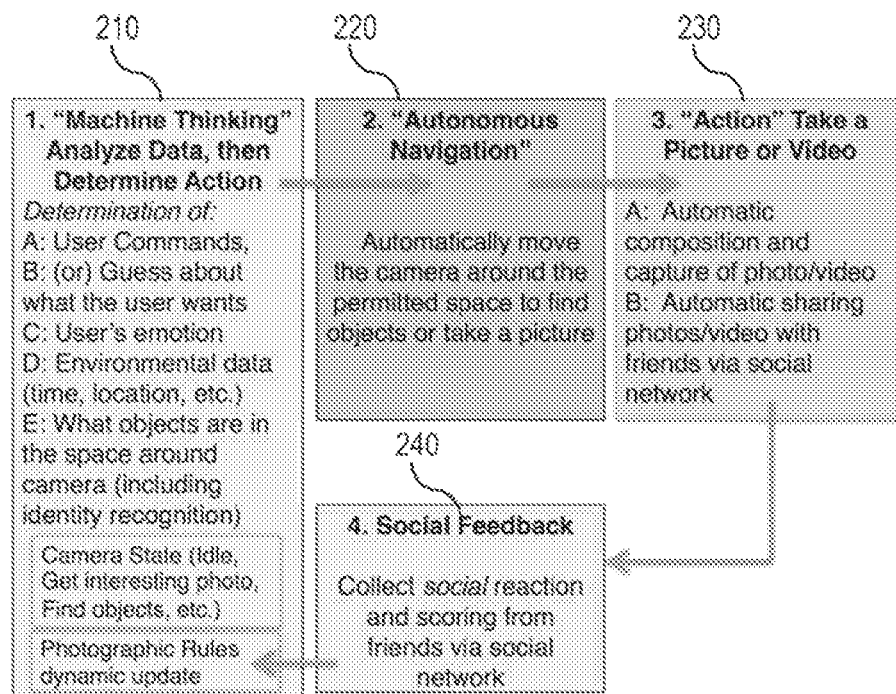 210
220
230
1. "Machine Thinking"
Analyze Data, then
Determine Action
Determination of:
A: User Commands,
B: (or) Guess about
what the user wants
C: User's emotion
D: Environmental data
(time, location, etc.)
E: What objects are in
the space around
camera (including
identity recognition)
Camera State (Idle,
Get interesting photo,
Find objects, etc.)
Photographic Rules
dynamic update
2. "Autonomous
Navigation"
Automatically move
the camera around the
permitted space to find
objects or take a picture
3. "Action" Take a
Picture or Video
A: Automatic
composition and
capture of photo/video
B: Automatic sharing
photos/video with
friends via social
network
240
4. Social Feedback
Collect social reaction
and scoring from
friends via social
network